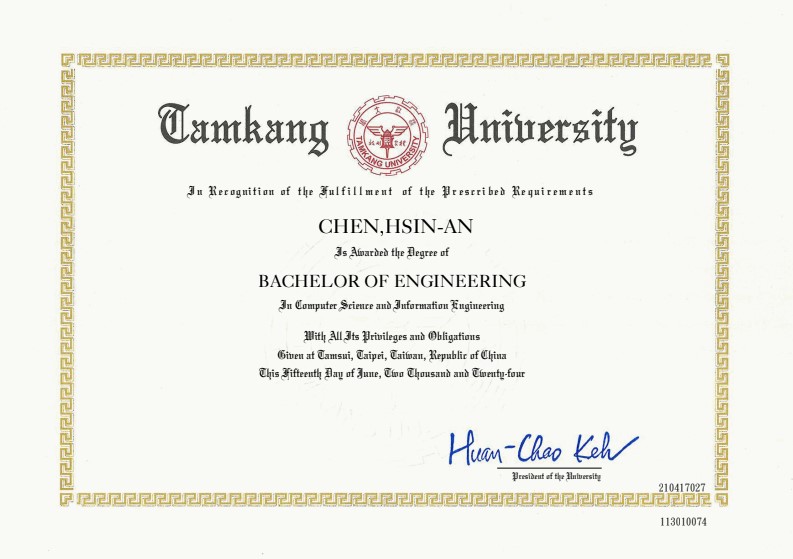 Tamkang University
TAMKANG UNIVERSITY
In Recognition of the Fulfillment of the Prescribed Requirements
CHEN,HSIN-AN
Is Awarded the Degree of
BACHELOR OF ENGINEERING
In Computer Science and Information Engineering
With All Its Privileges and Obligations
Given at Tamsui, Taipei, Taiwan, Republic of China
This Fifteenth Day of June, Two Thousand and Twenty-four
Huan-Chao Keh
President of the University
210417027
113010074